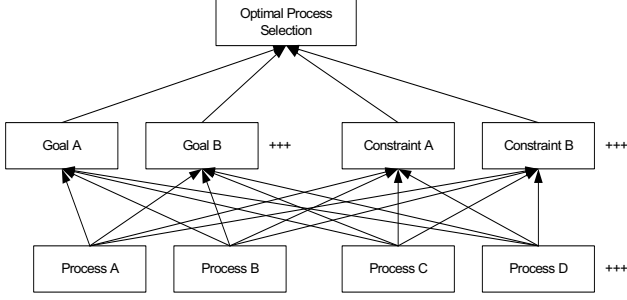 Optimal Process
Selection
Goal A
Goal B
+++
Constraint A
Constraint B
+++
Process A
Process B
Process C
Process D
+++